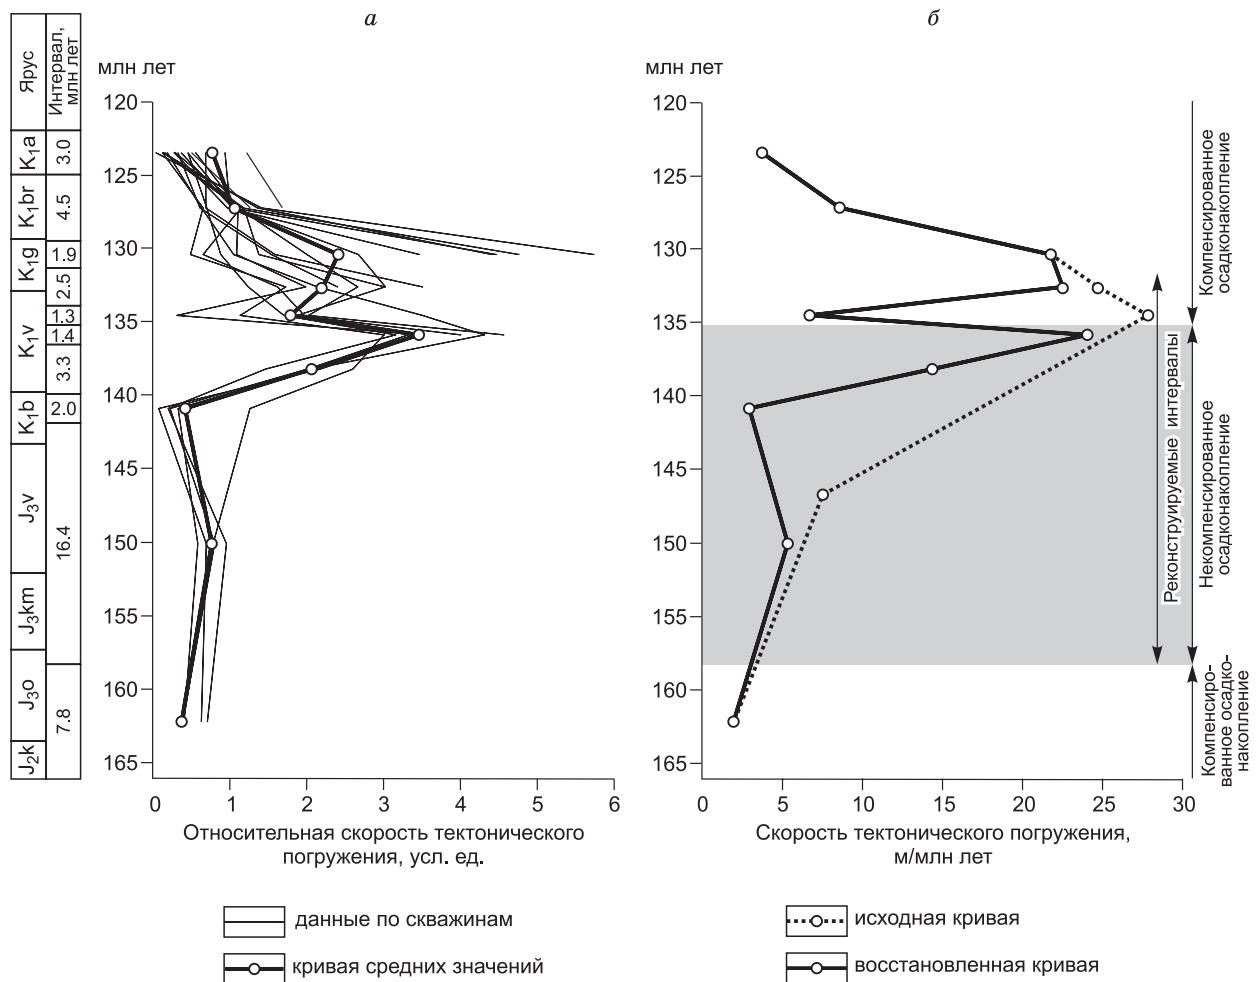 а
б
Ярус
Интервал,
млн лет
K1a
K1br
K1g
K1v
K1b
J3v
J3km
J3o
J2k
3.0
4.5
1.9
2.5
1.3
1.4
3.3
2.0
16.4
7.8
млн лет
120
125
130
135
140
145
150
155
160
165
0 1 2 3 4 5 6
Относительная скорость тектонического
погружения, усл. ед.
млн лет
120
125
130
135
140
145
150
155
160
165
0 5 10 15 20 25 30
Скорость тектонического погружения,
м/млн лет
Реконструируемые интервалы
Компенсированное
осадконакопление
Некомпенсированное
осадконакопление
Компенсиро-
ванное осадко-
накопление
данные по скважинам
кривая средних значений
исходная кривая
восстановленная кривая